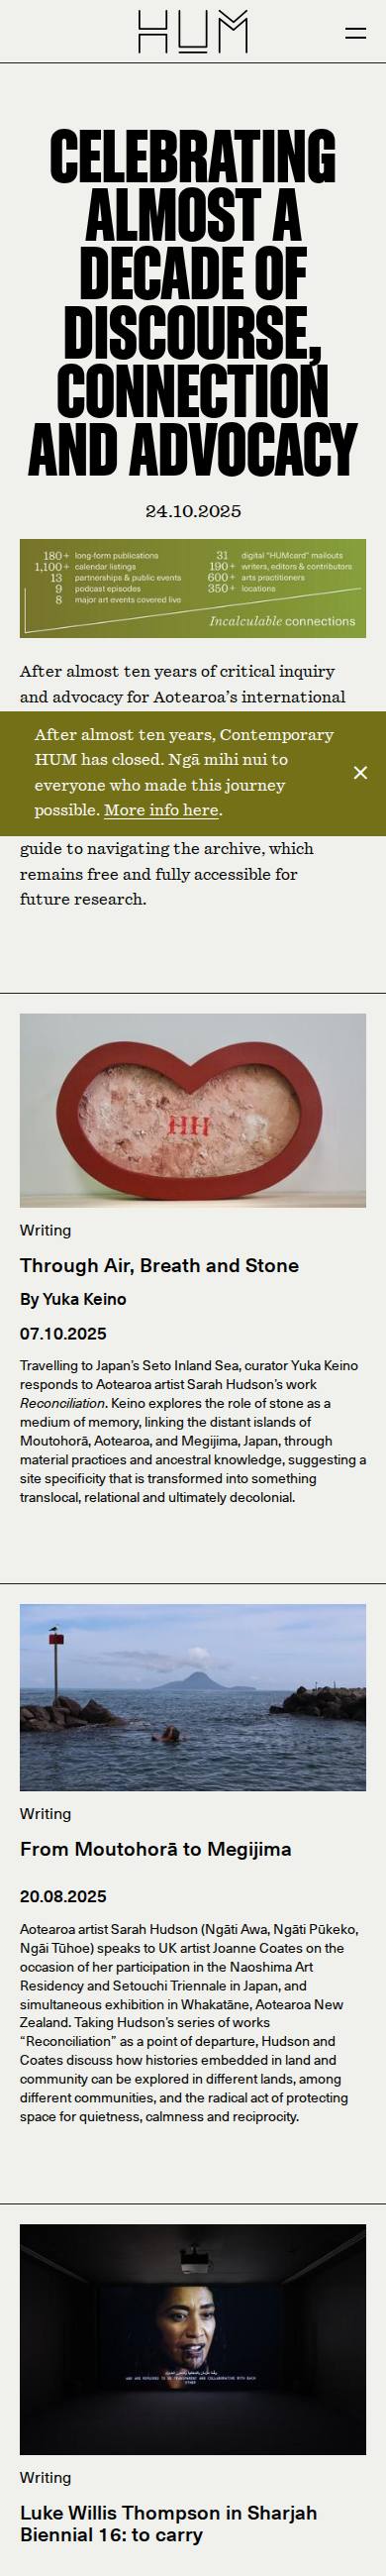 HUM
CELEBRATING
ALMOST A
DECADE OF
DISCOURSE,
CONNECTION
AND ADVOCACY
24.10.2025
180+ long-form publications
1,100+ calendar listings
13 partnerships & public events
9 podcast episodes
8 major art events covered live
31 digital “HUMcard” mailouts
190+ writers, editors & contributors
600+ arts practitioners
350+ locations
Incalculable connections
After almost ten years of critical inquiry
and advocacy for Aotearoa’s international
After almost ten years, Contemporary
HUM has closed. Ngā mihi nui to
everyone who made this journey
possible. More info here.
guide to navigating the archive, which
remains free and fully accessible for
future research.
HH
Writing
Through Air, Breath and Stone
By Yuka Keino
07.10.2025
Travelling to Japan’s Seto Inland Sea, curator Yuka Keino
responds to Aotearoa artist Sarah Hudson’s work
Reconciliation. Keino explores the role of stone as a
medium of memory, linking the distant islands of
Moutohorā, Aotearoa, and Megijima, Japan, through
material practices and ancestral knowledge, suggesting a
site specificity that is transformed into something
translocal, relational and ultimately decolonial.
Writing
From Moutohorā to Megijima
20.08.2025
Aotearoa artist Sarah Hudson (Ngāti Awa, Ngāti Pūkeko,
Ngāi Tūhoe) speaks to UK artist Joanne Coates on the
occasion of her participation in the Naoshima Art
Residency and Setouchi Triennale in Japan, and
simultaneous exhibition in Whakatāne, Aotearoa New
Zealand. Taking Hudson’s series of works
“Reconciliation” as a point of departure, Hudson and
Coates discuss how histories embedded in land and
community can be explored in different lands, among
different communities, and the radical act of protecting
space for quietness, calmness and reciprocity.
Writing
Luke Willis Thompson in Sharjah
Biennial 16: to carry